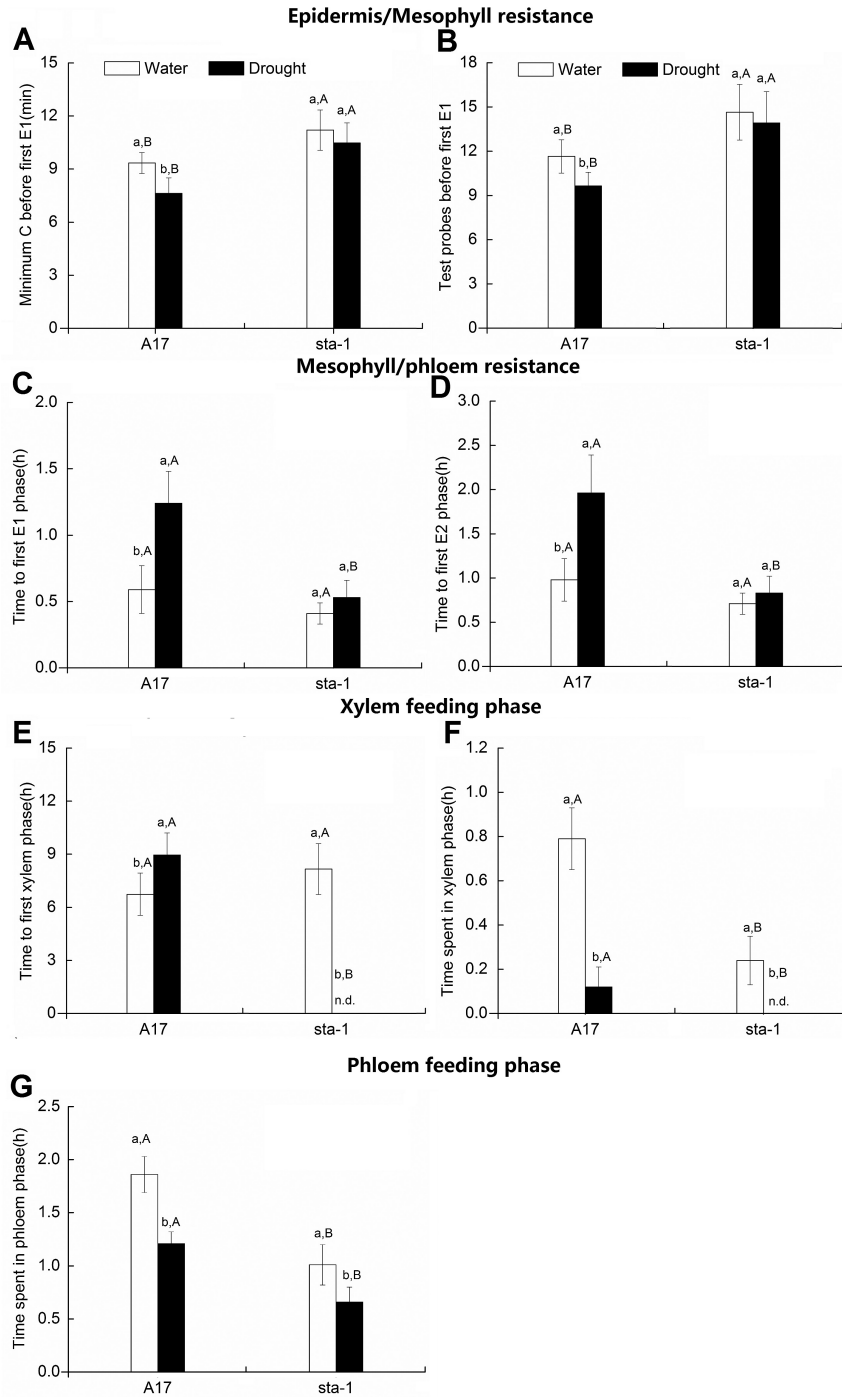 Epidermis/Mesophyll resistance
A
B
Water
Drought
Water
Drought
Minimum C before first E1(min)
15
12
9
6
3
0
a,B
b,B
a,A
a,A
A17
sta-1
Test probes before first E1
18
15
12
9
6
3
0
a,B
b,B
a,A
a,A
A17
sta-1
Mesophyll/phloem resistance
C
D
Time to first E1 phase(h)
2.0
1.5
1.0
0.5
0.0
b,A
a,A
a,A
a,B
A17
sta-1
Time to first E2 phase(h)
3.0
2.5
2.0
1.5
1.0
0.5
0.0
b,A
a,A
a,A
a,B
A17
sta-1
Xylem feeding phase
E
F
Time to first xylem phase(h)
15
12
9
6
3
0
b,A
a,A
a,A
b,B
n.d.
A17
sta-1
Time spent in xylem phase(h)
1.2
1.0
0.8
0.6
0.4
0.2
0.0
a,A
b,A
a,B
b,B
n.d.
A17
sta-1
Phloem feeding phase
G
Time spent in phloem phase(h)
2.5
2.0
1.5
1.0
0.5
0.0
a,A
b,A
a,B
b,B
A17
sta-1